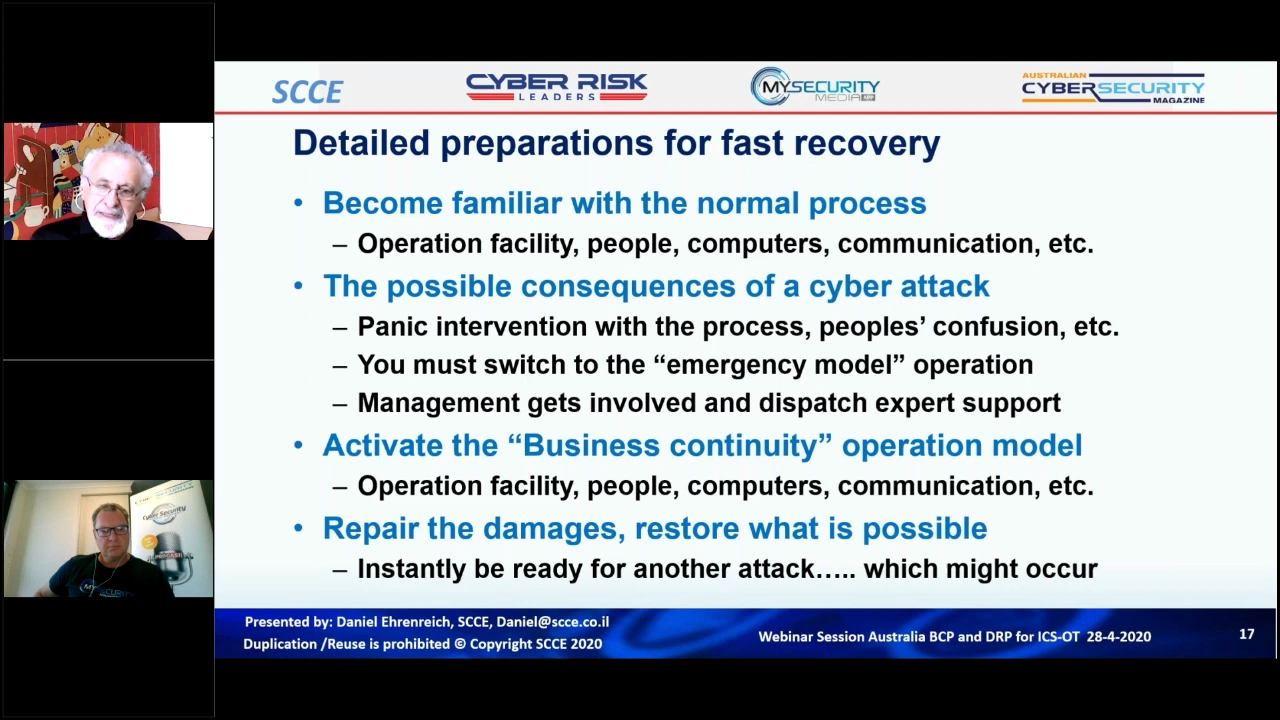 SCCE
CYBER RISK
LEADERS
MYSECURITY
MEDIA
AUSTRALIAN
CYBERSECURITY
MAGAZINE
Detailed preparations for fast recovery
• Become familiar with the normal process
– Operation facility, people, computers, communication, etc.
• The possible consequences of a cyber attack
– Panic intervention with the process, peoples’ confusion, etc.
– You must switch to the “emergency model” operation
– Management gets involved and dispatch expert support
• Activate the “Business continuity” operation model
– Operation facility, people, computers, communication, etc.
• Repair the damages, restore what is possible
– Instantly be ready for another attack….. which might occur
Presented by: Daniel Ehrenreich, SCCE, Daniel@scce.co.il
Duplication /Reuse is prohibited © Copyright SCCE 2020
Webinar Session Australia BCP and DRP for ICS-OT 28-4-2020
17
Cyber Security
PODCAST
MYSECURITY